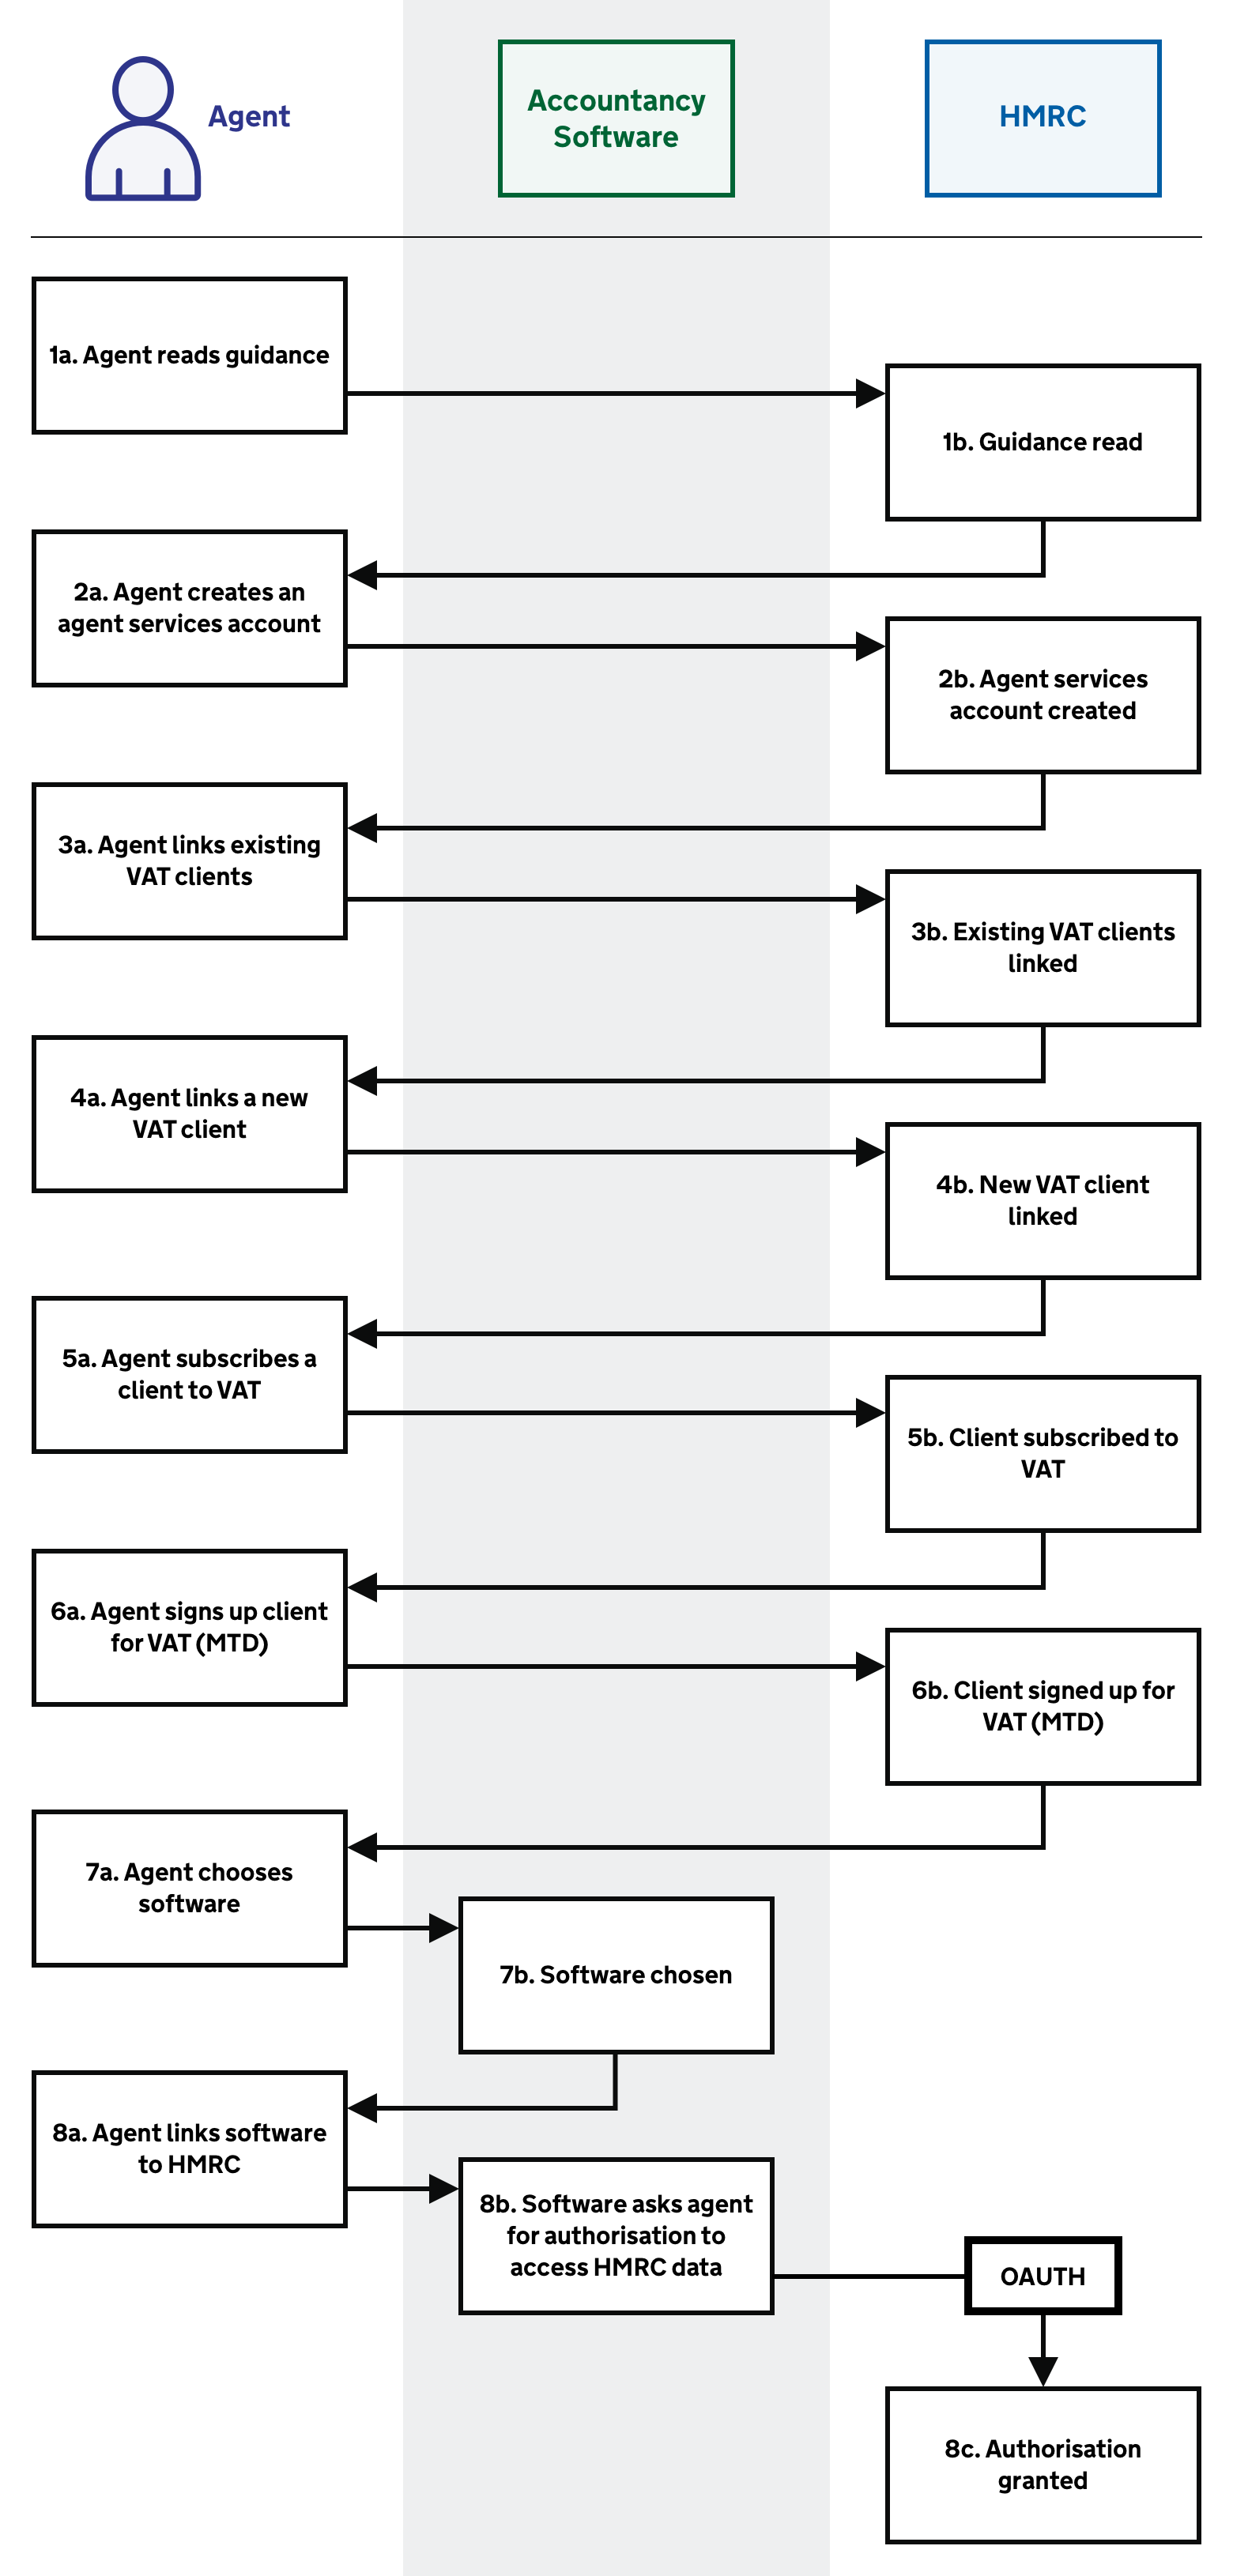 Agent
Accountancy
Software
HMRC
1a. Agent reads guidance
1b. Guidance read
2a. Agent creates an
agent services account
2b. Agent services
account created
3a. Agent links existing
VAT clients
3b. Existing VAT clients
linked
4a. Agent links a new
VAT client
4b. New VAT client
linked
5a. Agent subscribes a
client to VAT
5b. Client subscribed to
VAT
6a. Agent signs up client
for VAT (MTD)
6b. Client signed up for
VAT (MTD)
7a. Agent chooses
software
7b. Software chosen
8a. Agent links software
to HMRC
8b. Software asks agent
for authorisation to
access HMRC data
OAUTH
8c. Authorisation
granted